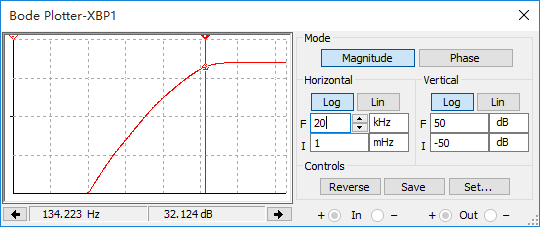 Bode Plotter-XBP1
Mode
Magnitude Phase
Horizontal Vertical
Log Lin Log Lin
F 20 kHz F 50 dB
I 1 mHz I -50 dB
Controls
Reverse Save Set...
134.223 Hz 32.124 dB + In − + Out −